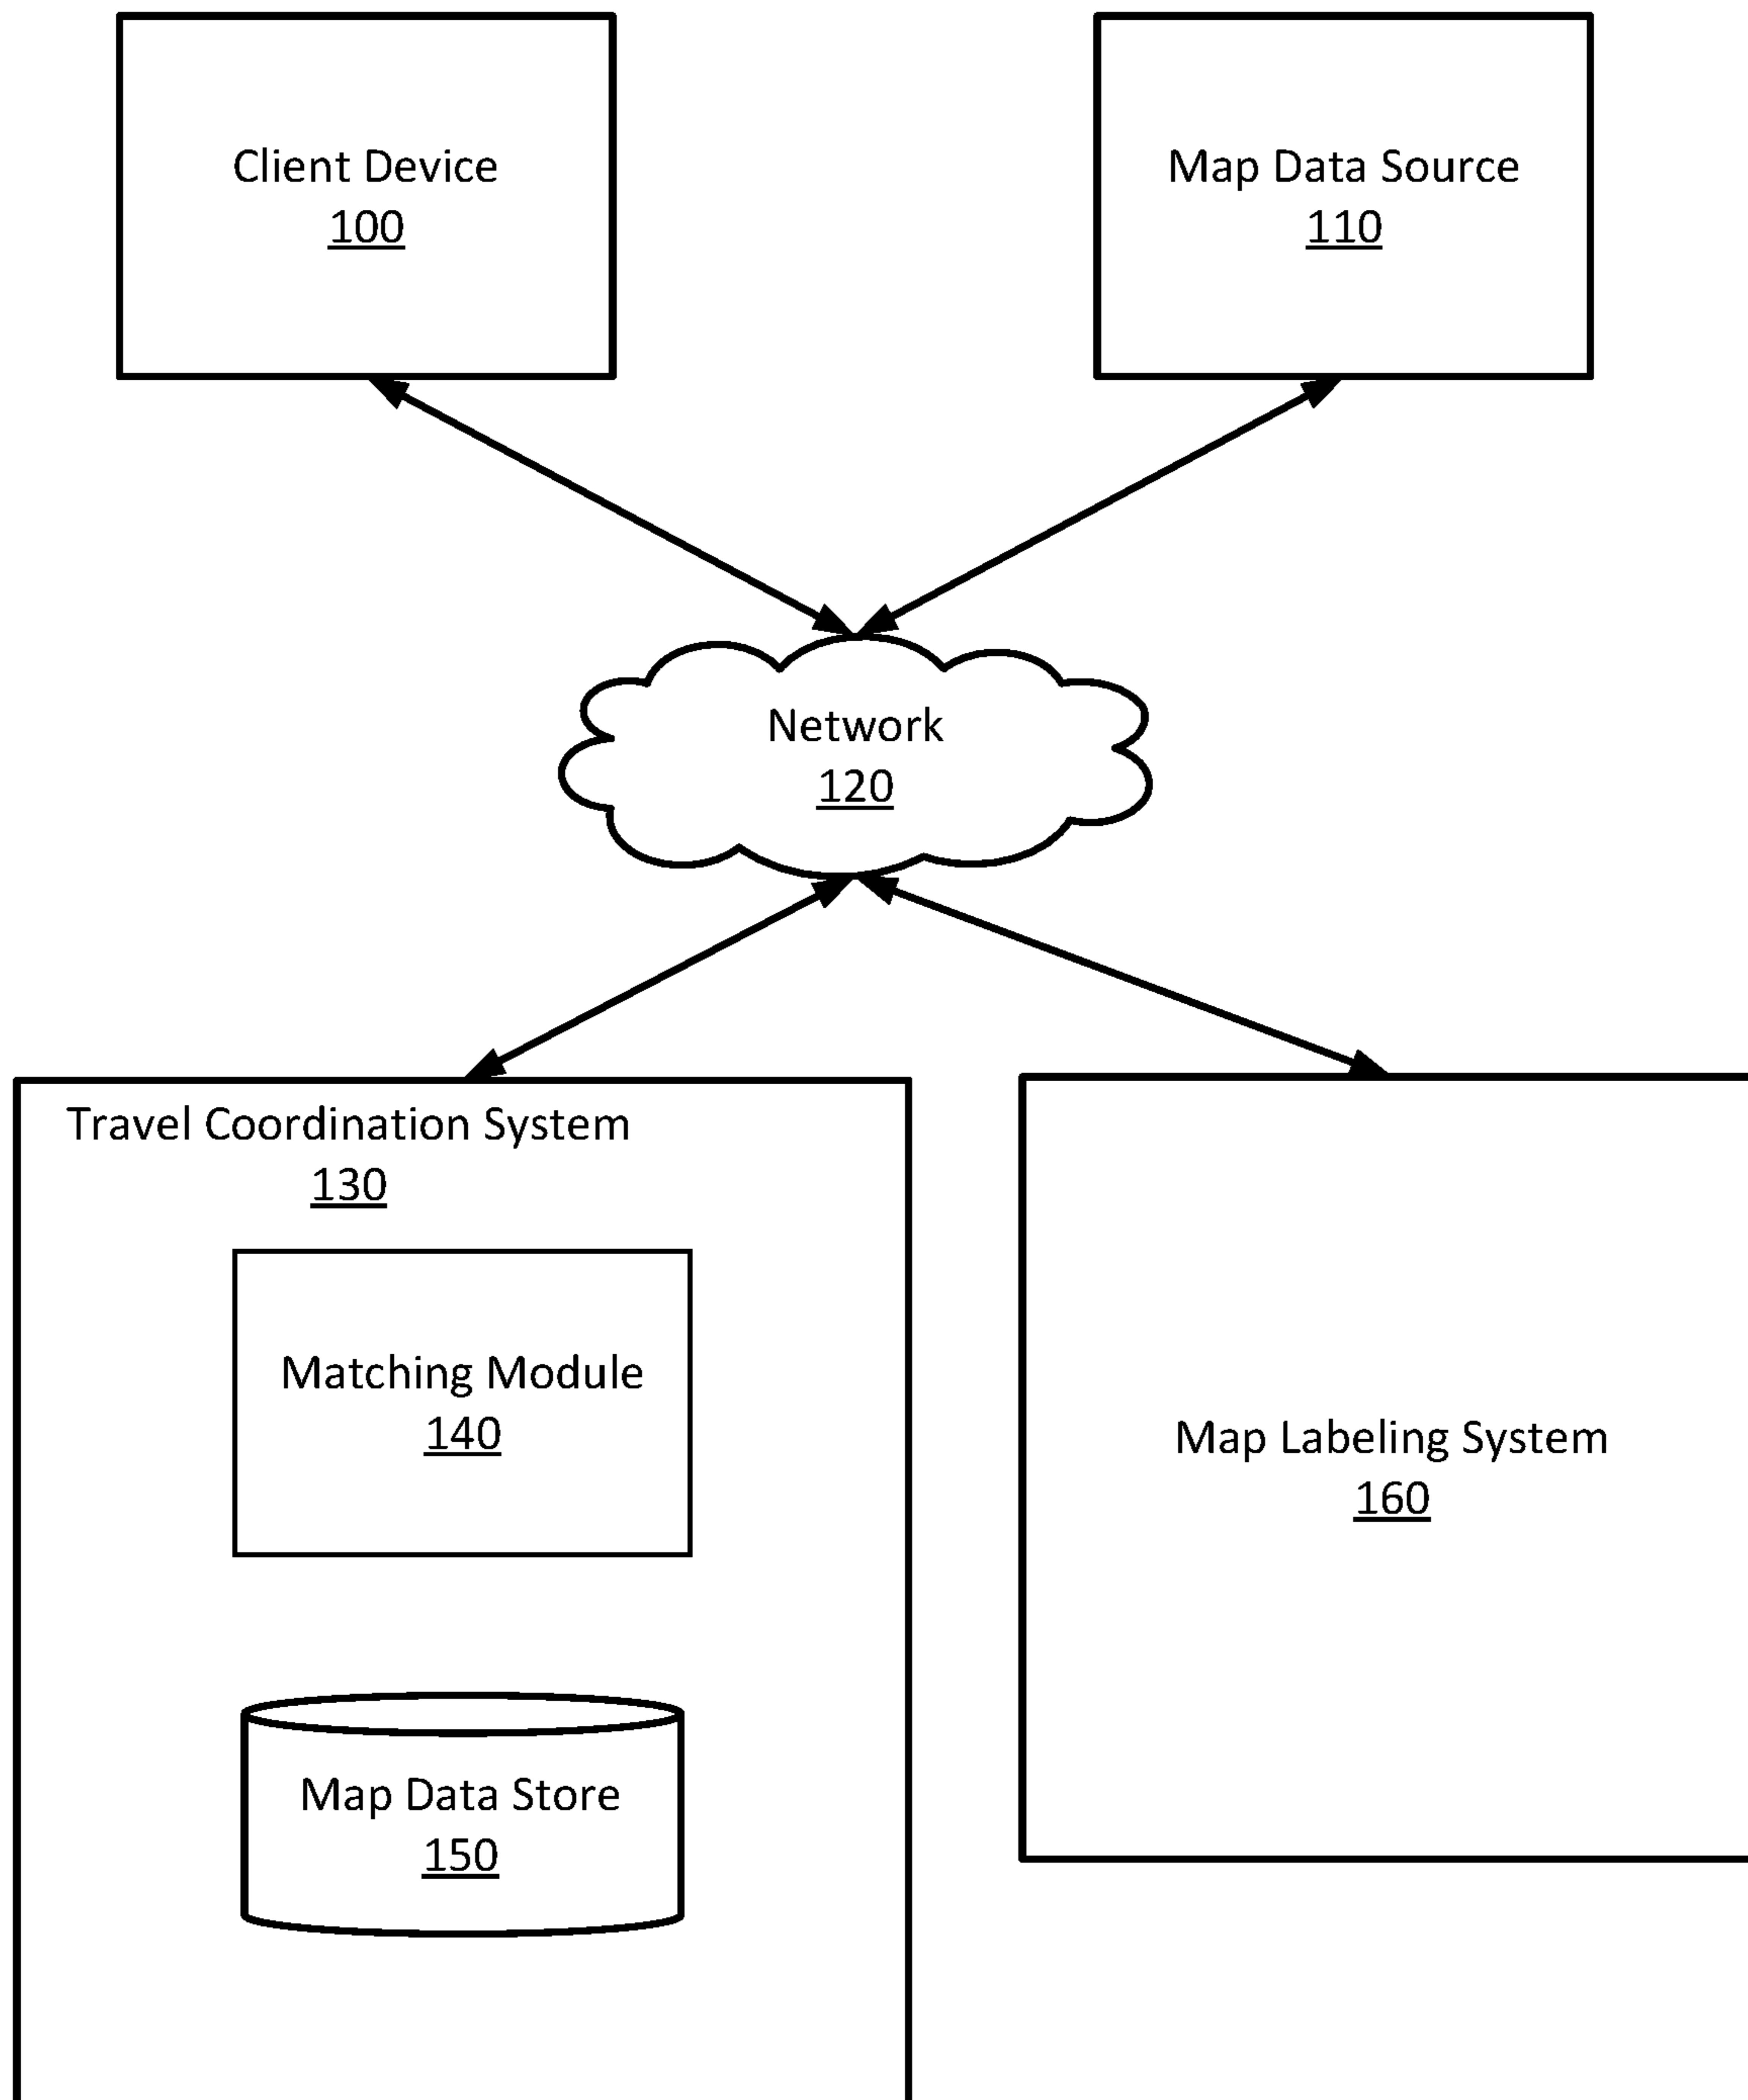 Client Device
100
Map Data Source
110
Network
120
Travel Coordination System
130
Matching Module
140
Map Data Store
150
Map Labeling System
160